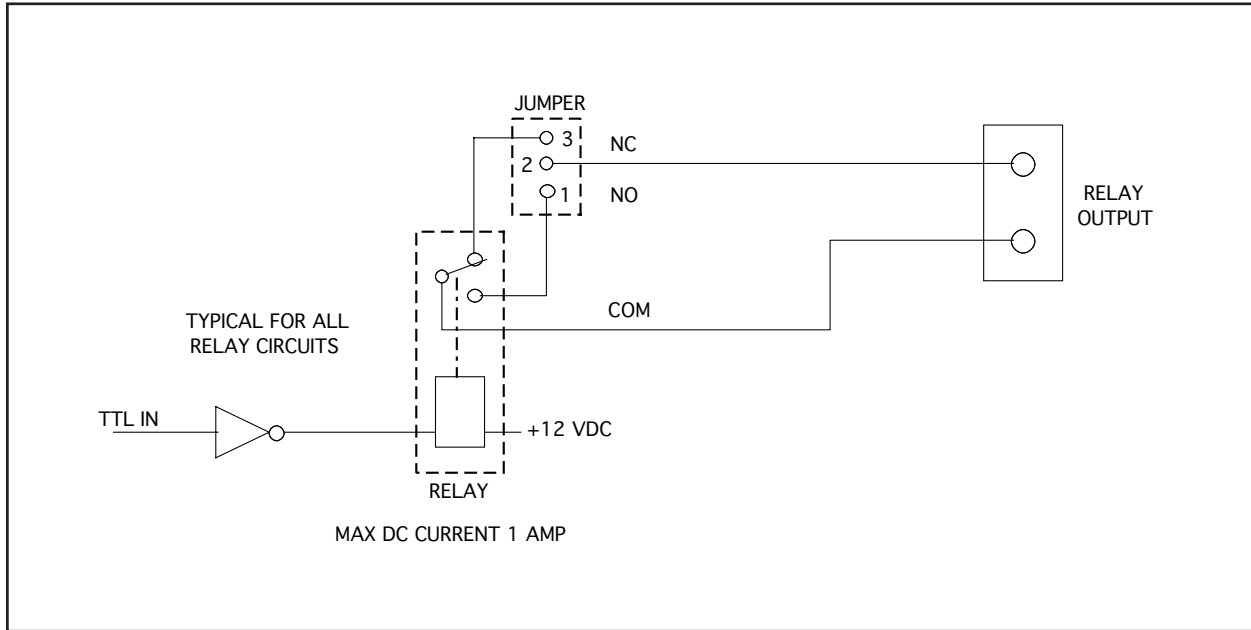 JUMPER
3
NC
2
1
NO
RELAY
OUTPUT
COM
TYPICAL FOR ALL
RELAY CIRCUITS
TTL IN
+12 VDC
RELAY
MAX DC CURRENT 1 AMP